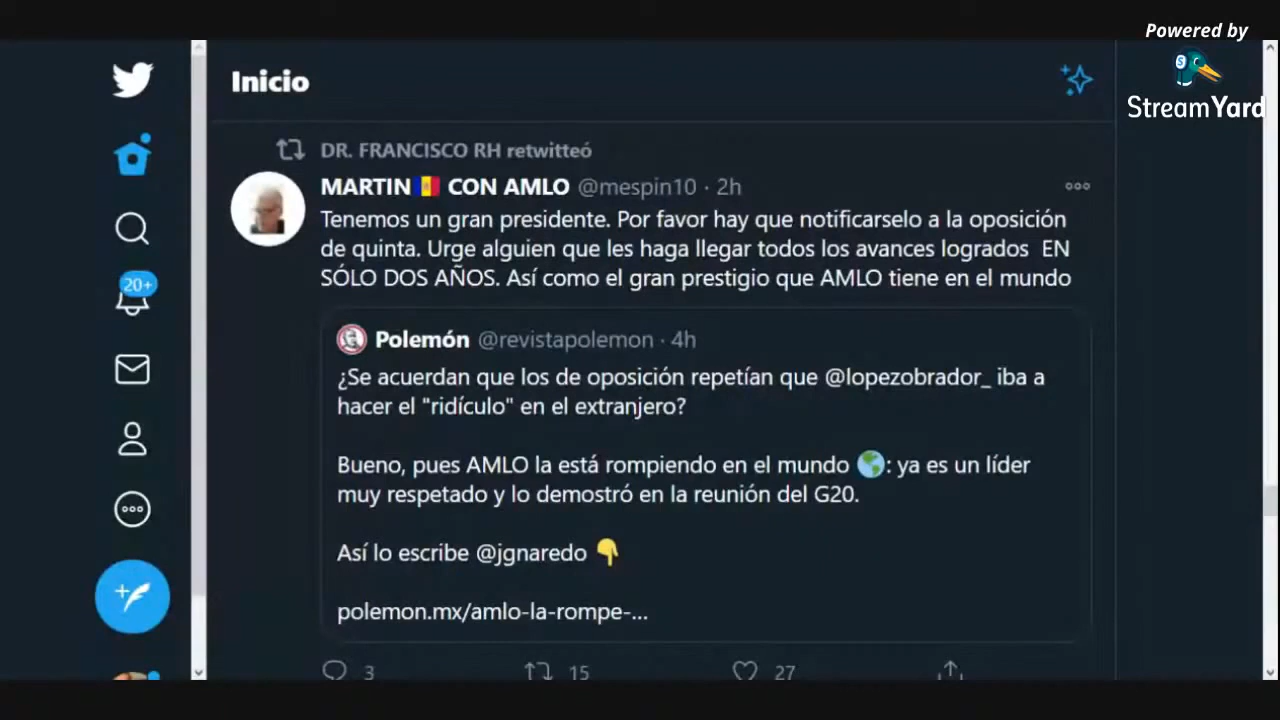 Powered by
StreamYard
Inicio
DR. FRANCISCO RH retwitteó
MARTIN🇲🇩 CON AMLO @mespin10 · 2h
Tenemos un gran presidente. Por favor hay que notificarselo a la oposición
de quinta. Urge alguien que les haga llegar todos los avances logrados EN
SÓLO DOS AÑOS. Así como el gran prestigio que AMLO tiene en el mundo
Polemón @revistapolemon · 4h
¿Se acuerdan que los de oposición repetían que @lopezobrador_ iba a
hacer el "ridículo" en el extranjero?
Bueno, pues AMLO la está rompiendo en el mundo 🌎: ya es un líder
muy respetado y lo demostró en la reunión del G20.
Así lo escribe @jgnaredo 👇
polemon.mx/amlo-la-rompe-...
3 15 27
20+